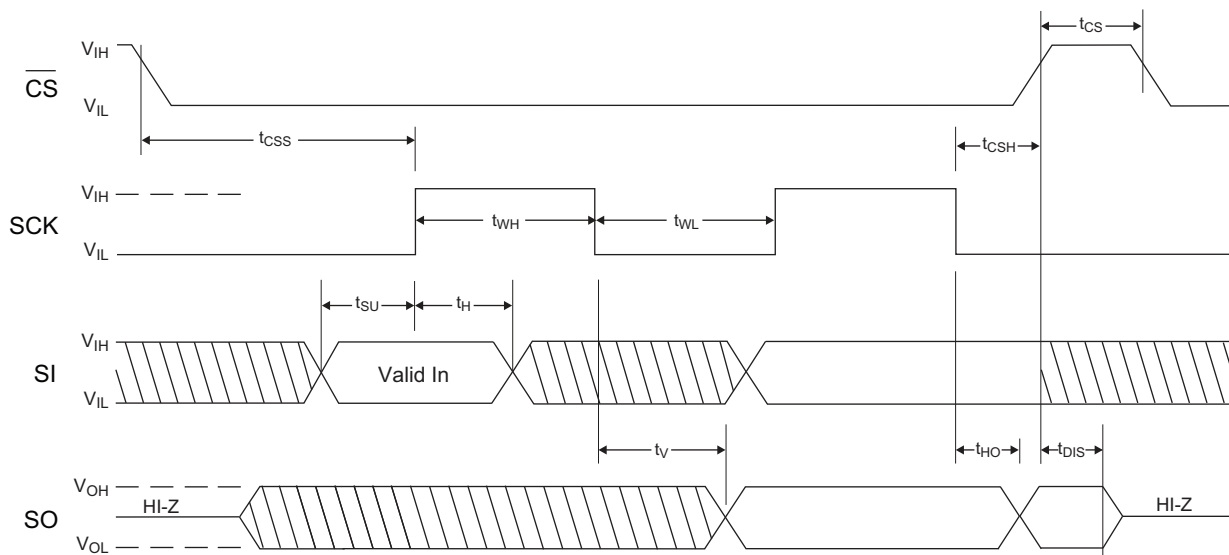 tCS
VIH
CS
VIL
tCSS
tCSH
VIH
SCK
tWH
tWL
VIL
tSU
tH
VIH
SI
Valid In
VIL
tV
tHO
tDIS
VOH
HI-Z
HI-Z
SO
VOL